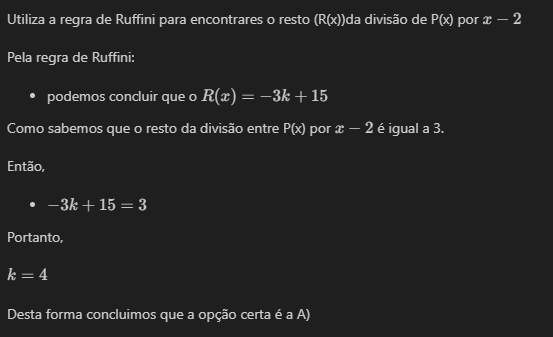 Utiliza a regra de Ruffini para encontrares o resto (R(x))da divisão de P(x) por x − 2
Pela regra de Ruffini:
• podemos concluir que o R(x) = −3k + 15
Como sabemos que o resto da divisão entre P(x) por x − 2 é igual a 3.
Então,
• −3k + 15 = 3
Portanto,
k = 4
Desta forma concluimos que a opção certa é a A)